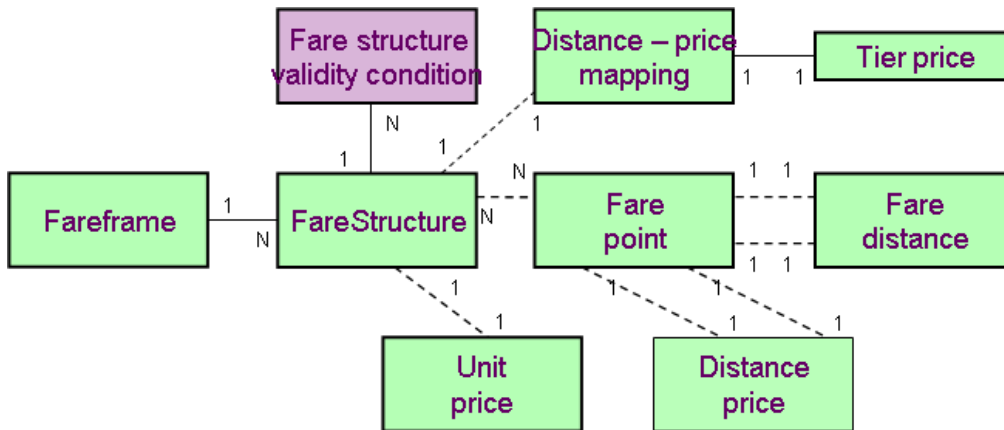 Fare structure
validity condition
Distance – price
mapping
Tier price
1
1
N
1
1
1
Fareframe
1
N
FareStructure
N
N
Fare
point
1
1
1
1
Fare
distance
1
1
1
1
1
1
Unit
price
Distance
price